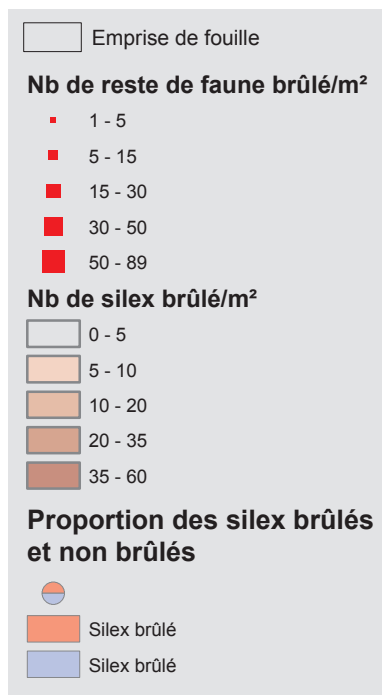 Emprise de fouille
Nb de reste de faune brûlé/m²
1 - 5
5 - 15
15 - 30
30 - 50
50 - 89
Nb de silex brûlé/m²
0 - 5
5 - 10
10 - 20
20 - 35
35 - 60
Proportion des silex brûlés
et non brûlés
Silex brûlé
Silex brûlé